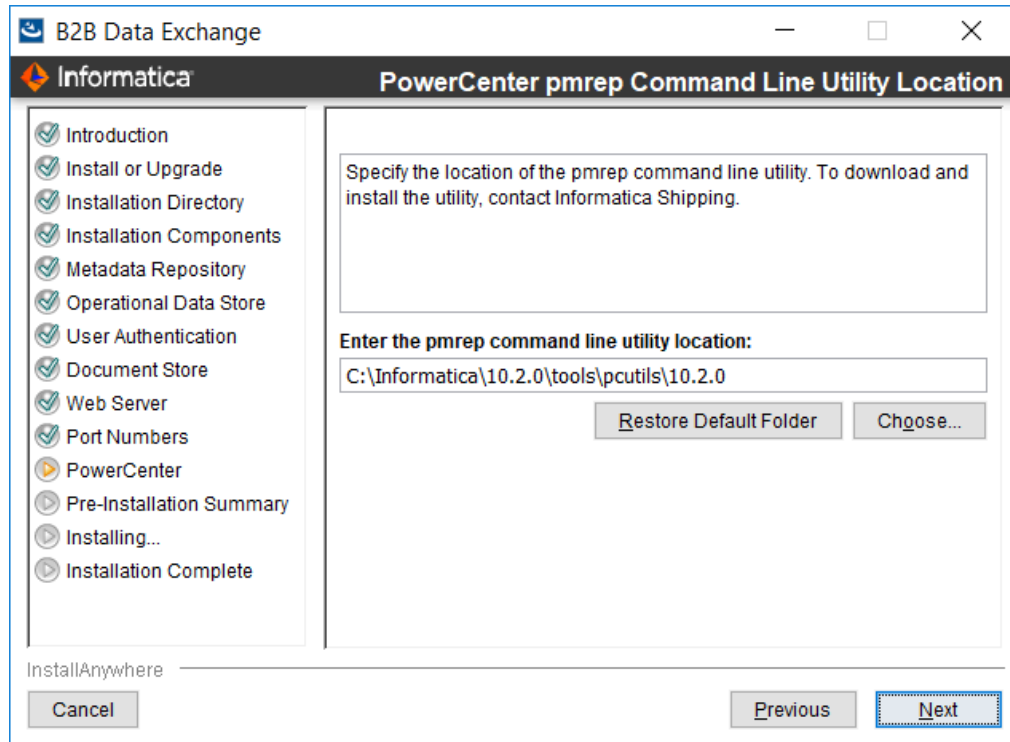 B2B Data Exchange
Informatica
PowerCenter pmrep Command Line Utility Location
Introduction
Install or Upgrade
Installation Directory
Installation Components
Metadata Repository
Operational Data Store
User Authentication
Document Store
Web Server
Port Numbers
PowerCenter
Pre-Installation Summary
Installing...
Installation Complete
Specify the location of the pmrep command line utility. To download and
install the utility, contact Informatica Shipping.
Enter the pmrep command line utility location:
C:\Informatica\10.2.0\tools\pcutils\10.2.0
Restore Default Folder
Choose...
InstallAnywhere
Cancel
Previous
Next